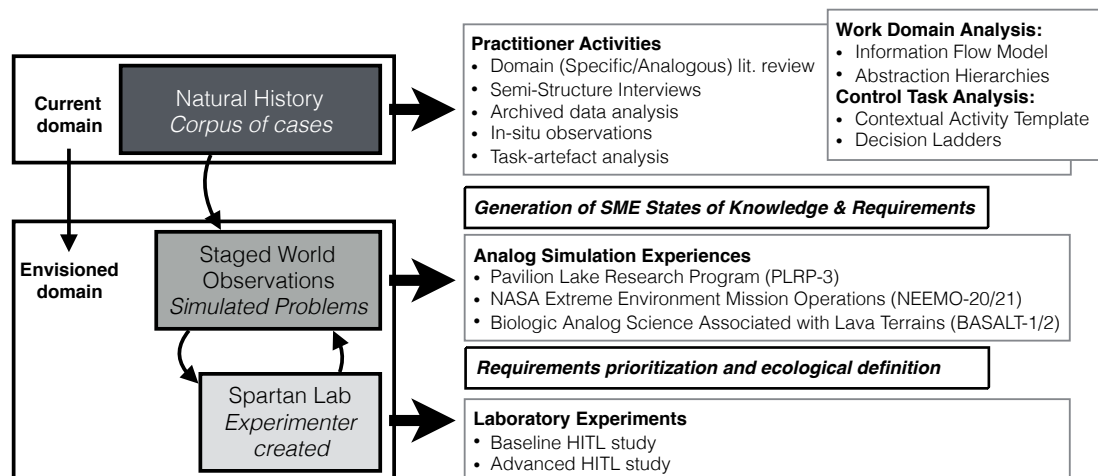 Current
domain
Natural History
Corpus of cases
Practitioner Activities
• Domain (Specific/Analogous) lit. review
• Semi-Structure Interviews
• Archived data analysis
• In-situ observations
• Task-artefact analysis
Work Domain Analysis:
• Information Flow Model
• Abstraction Hierarchies
Control Task Analysis:
• Contextual Activity Template
• Decision Ladders
Generation of SME States of Knowledge & Requirements
Envisioned
domain
Staged World
Observations
Simulated Problems
Analog Simulation Experiences
• Pavilion Lake Research Program (PLRP-3)
• NASA Extreme Environment Mission Operations (NEEMO-20/21)
• Biologic Analog Science Associated with Lava Terrains (BASALT-1/2)
Requirements prioritization and ecological definition
Spartan Lab
Experimenter
created
Laboratory Experiments
• Baseline HITL study
• Advanced HITL study